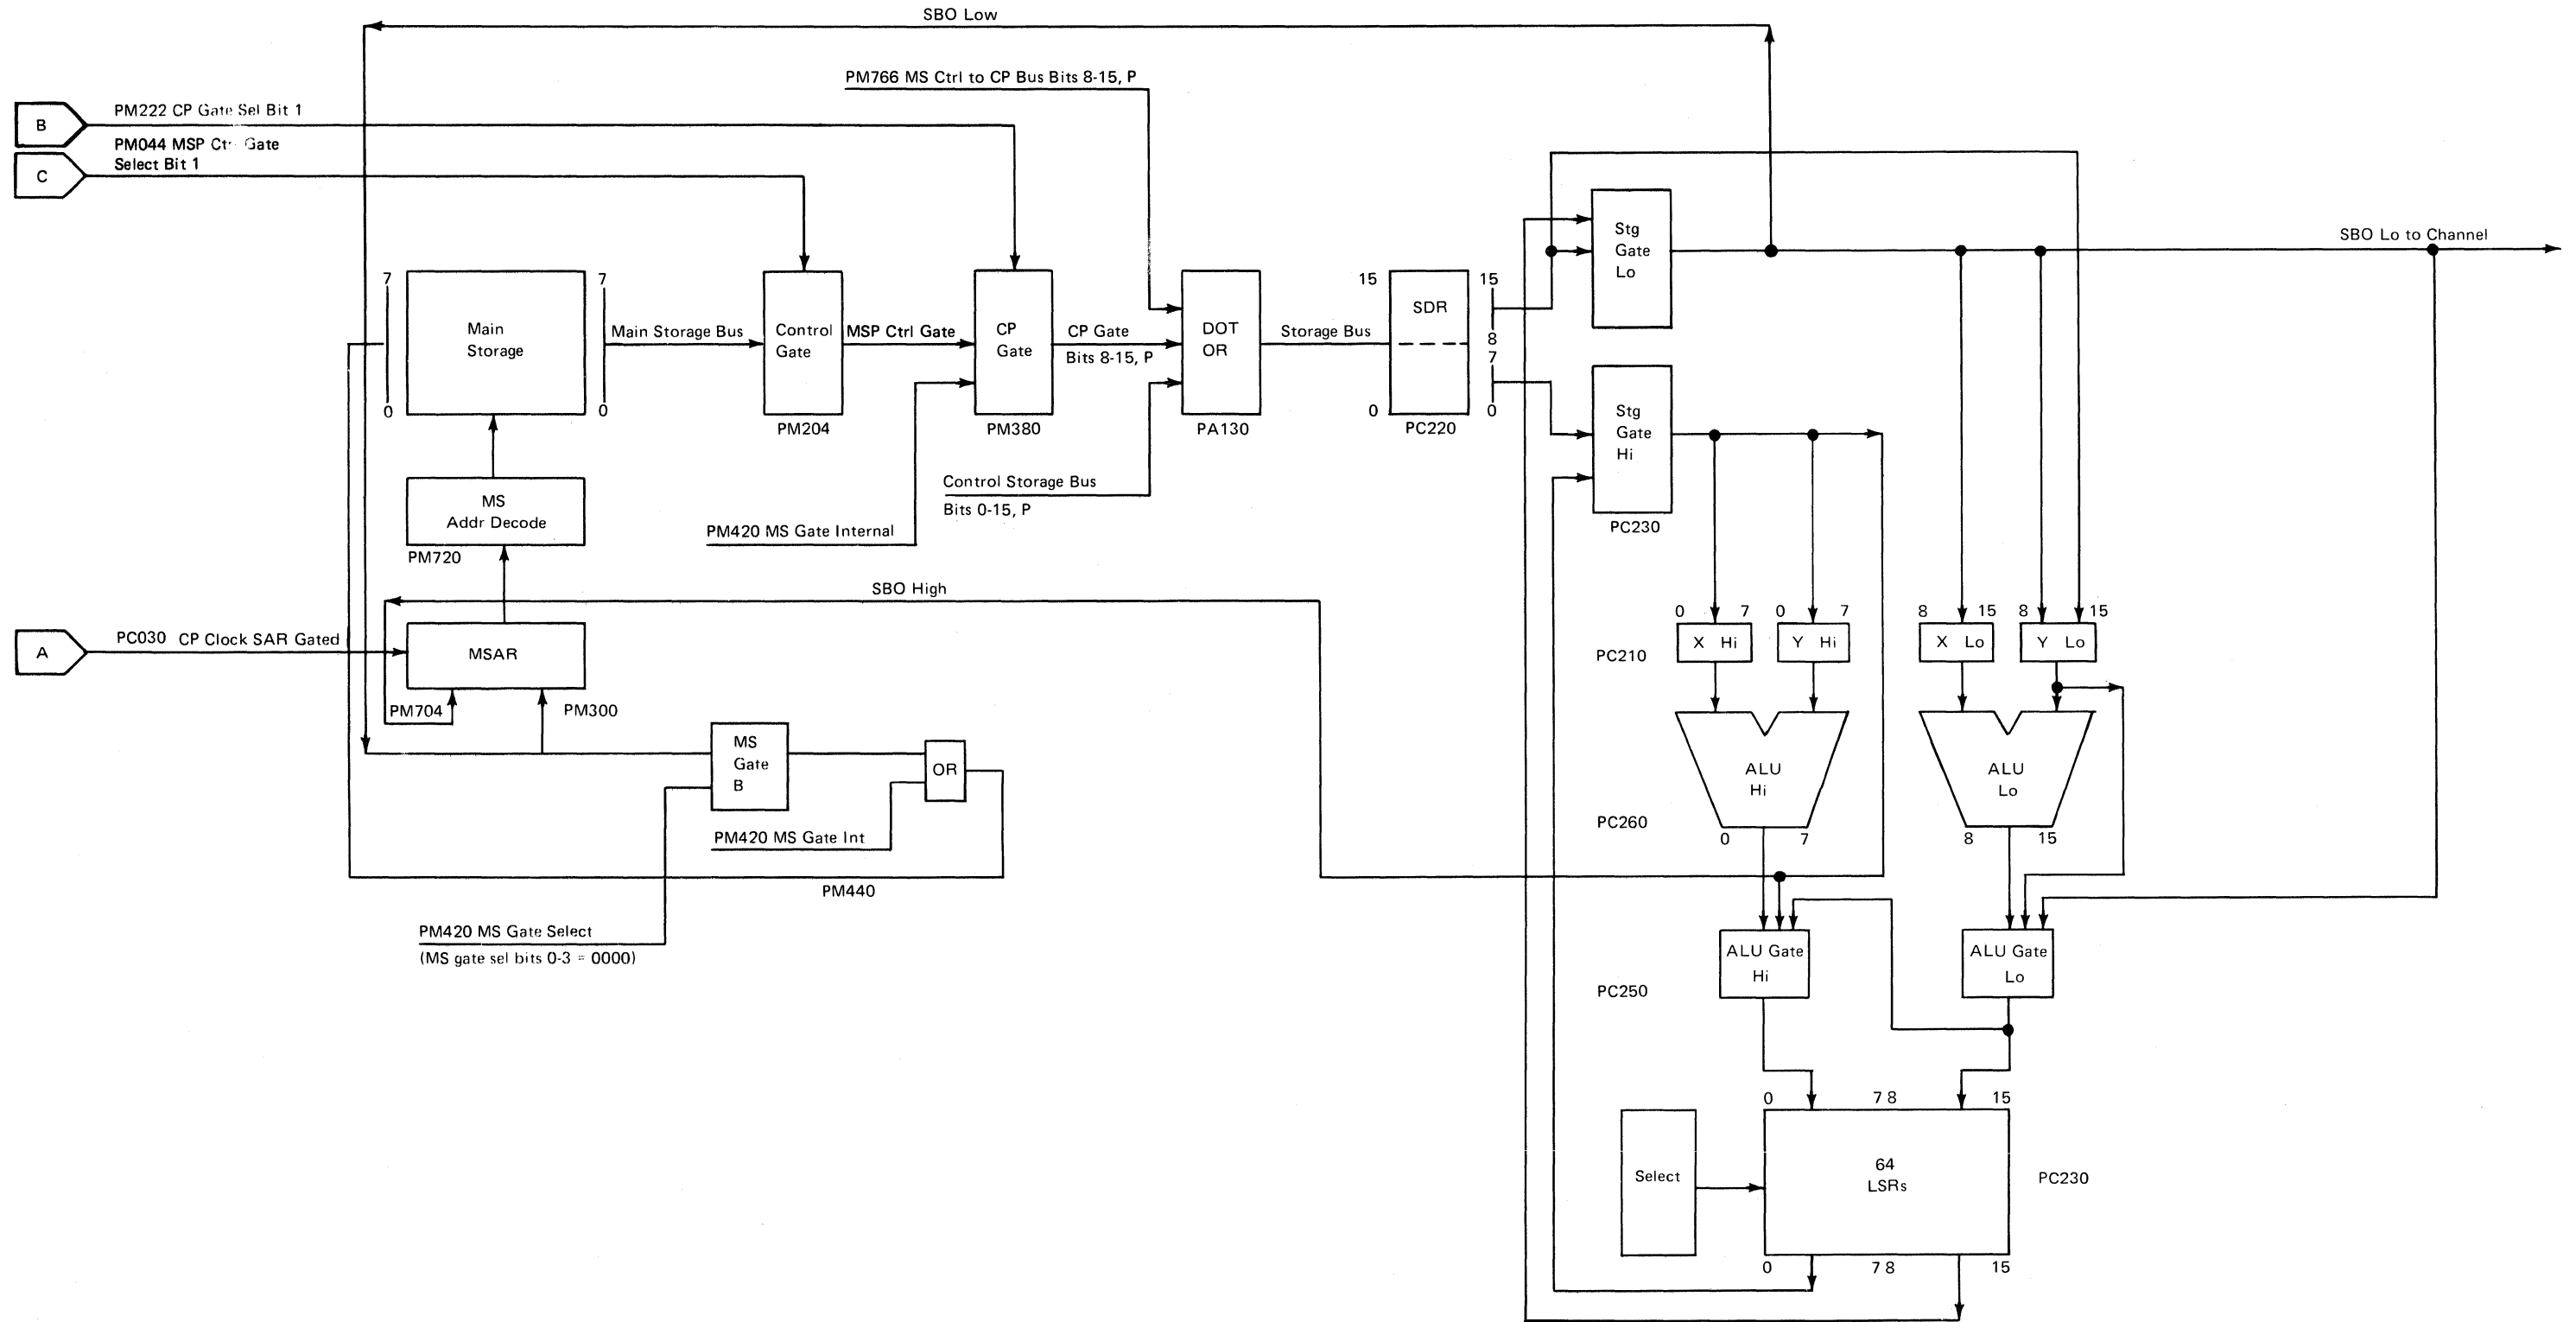 SBO Low
PM766 MS Ctrl to CP Bus Bits 8-15, P
B
PM222 CP Gate Sel Bit 1
PM044 MSP Ctr Gate
Select Bit 1
C
SBO Lo to Channel
Stg
Gate
Lo
7
7
15
15
Main
Storage
Main Storage Bus
Control
Gate
MSP Ctrl Gate
CP
Gate
CP Gate
Bits 8-15, P
DOT
OR
Storage Bus
SDR
8
7
0
0
0
0
PM204
PM380
PA130
PC220
Stg
Gate
Hi
PC230
MS
Addr Decode
PM720
Control Storage Bus
Bits 0-15, P
PM420 MS Gate Internal
SBO High
A
PC030 CP Clock SAR Gated
MSAR
PM704
PM300
0 7
0 7
8 15
8 15
PC210
X Hi
Y Hi
X Lo
Y Lo
MS
Gate
B
OR
PM420 MS Gate Int
PM440
ALU
Hi
ALU
Lo
PC260
0 7
8 15
PM420 MS Gate Select
(MS gate sel bits 0-3 = 0000)
ALU Gate
Hi
ALU Gate
Lo
PC250
0 7 8 15
Select
64
LSRs
PC230
0 7 8 15